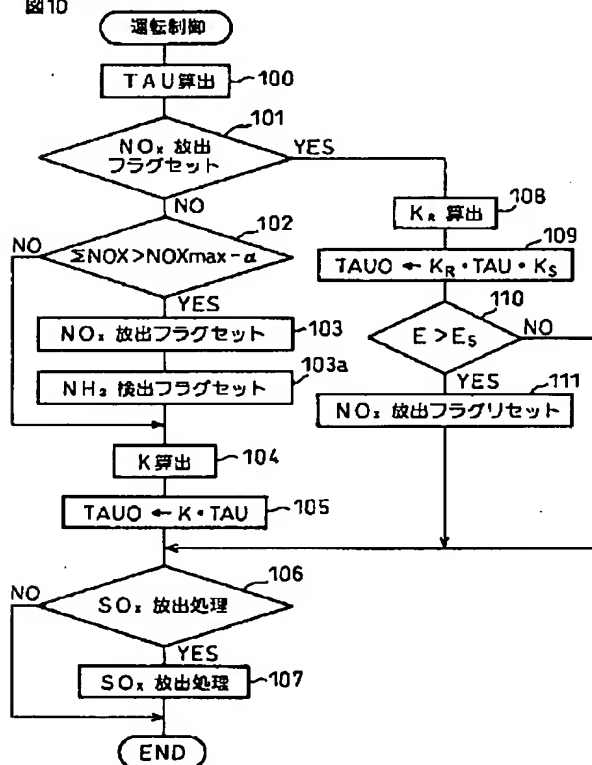 図10
運転制御
TAU算出
100
101
NOx 放出
フラグセット
YES
NO
102
ΣNOX>NOXmax-α
NO
YES
NOx 放出フラグセット
103
NH3 検出フラグセット
103a
K算出
104
TAUO ← K・TAU
105
106
SOx 放出処理
NO
YES
SOx 放出処理
107
END
KR 算出
108
109
TAUO ← KR・TAU・KS
110
E>ES
NO
YES
111
NOx 放出フラグリセット